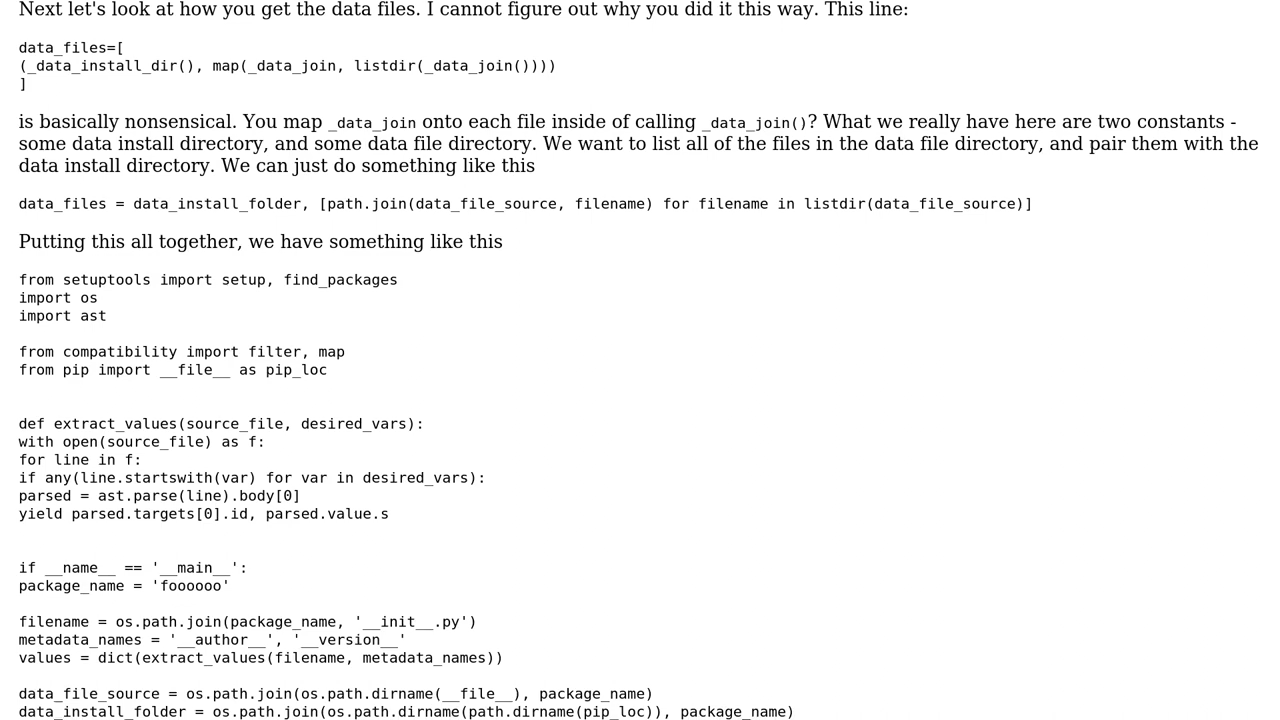 Next let's look at how you get the data files. I cannot figure out why you did it this way. This line:
data_files=[
(_data_install_dir(), map(_data_join, listdir(_data_join())))
]
is basically nonsensical. You map _data_join onto each file inside of calling _data_join()? What we really have here are two constants -
some data install directory, and some data file directory. We want to list all of the files in the data file directory, and pair them with the
data install directory. We can just do something like this
data_files = data_install_folder, [path.join(data_file_source, filename) for filename in listdir(data_file_source)]
Putting this all together, we have something like this
from setuptools import setup, find_packages
import os
import ast
from compatibility import filter, map
from pip import __file__ as pip_loc
def extract_values(source_file, desired_vars):
with open(source_file) as f:
for line in f:
if any(line.startswith(var) for var in desired_vars):
parsed = ast.parse(line).body[0]
yield parsed.targets[0].id, parsed.value.s
if __name__ == '__main__':
package_name = 'foooooo'
filename = os.path.join(package_name, '__init__.py')
metadata_names = '__author__', '__version__'
values = dict(extract_values(filename, metadata_names))
data_file_source = os.path.join(os.path.dirname(__file__), package_name)
data_install_folder = os.path.join(os.path.dirname(path.dirname(pip_loc)), package_name)